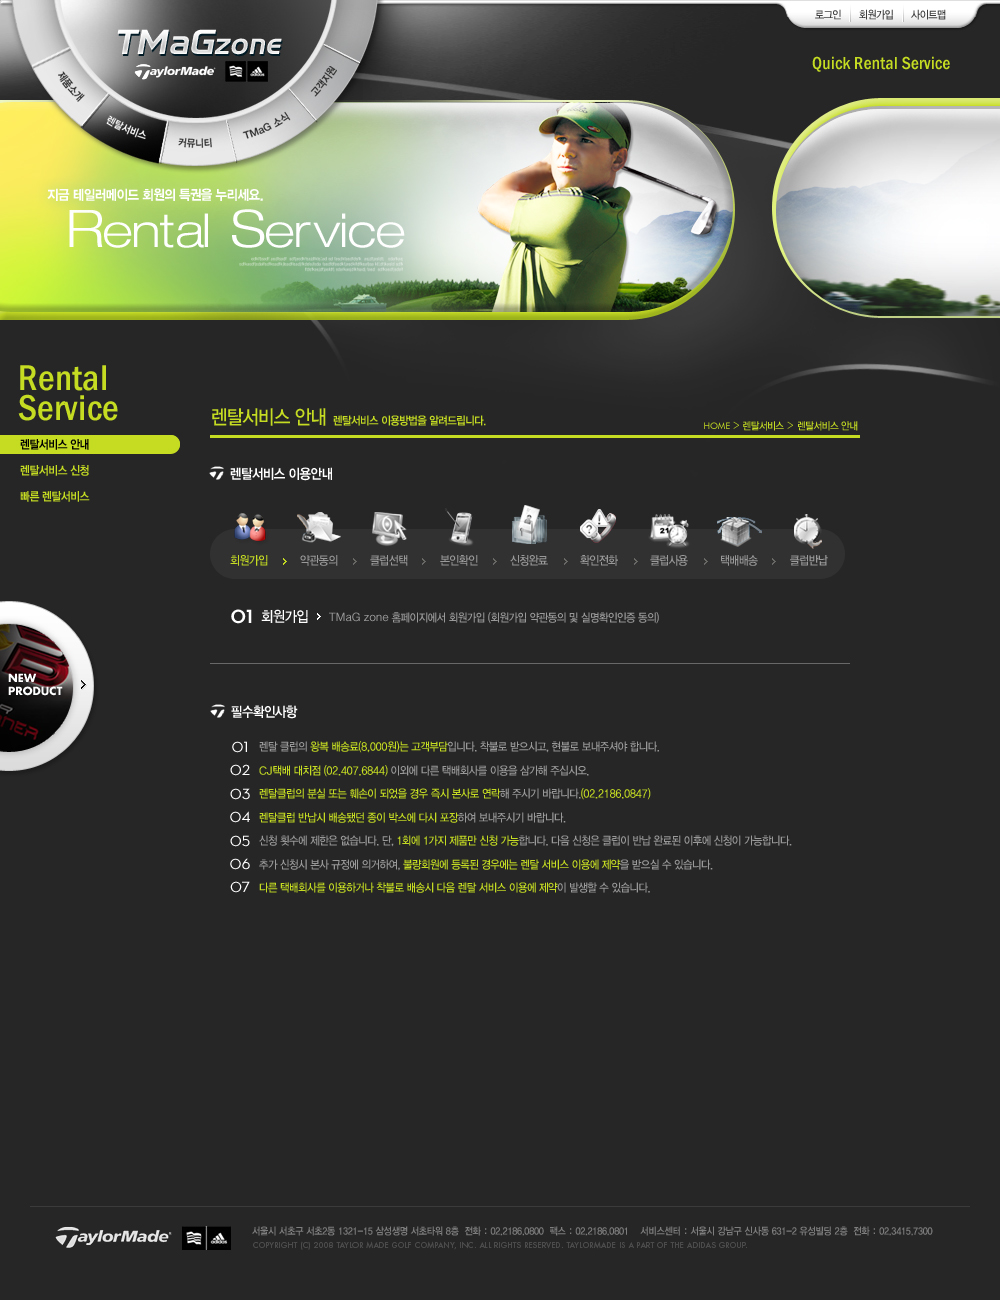 로그인 회원가입 사이트맵
TMaGzone
TaylorMade adidas
제품소개
렌탈서비스
커뮤니티
TMaG 소식
고객지원
Quick Rental Service
지금 테일러메이드 회원의 특권을 누리세요.
Rental Service
Rental
Service
렌탈서비스 안내
렌탈서비스 신청
빠른 렌탈서비스
렌탈서비스 안내 렌탈서비스 이용방법을 알려드립니다.
HOME > 렌탈서비스 > 렌탈서비스 안내
렌탈서비스 이용안내
21
회원가입 > 약관동의 > 클럽선택 > 본인확인 > 신청완료 > 확인전화 > 클럽사용 > 택배배송 > 클럽반납
01 회원가입 > TMaG zone 홈페이지에서 회원가입 (회원가입 약관동의 및 실명확인인증 동의)
NEW
PRODUCT
필수확인사항
01 렌탈 클럽의 왕복 배송료(8,000원)는 고객부담입니다. 착불로 받으시고, 현불로 보내주셔야 합니다.
02 CJ택배 대치점 (02.407.6844) 이외에 다른 택배회사를 이용을 삼가해 주십시오.
03 렌탈클럽의 분실 또는 훼손이 되었을 경우 즉시 본사로 연락해 주시기 바랍니다.(02.2186.0847)
04 렌탈클럽 반납시 배송됐던 종이 박스에 다시 포장하여 보내주시기 바랍니다.
05 신청 횟수에 제한은 없습니다. 단, 1회에 1가지 제품만 신청 가능합니다. 다음 신청은 클럽이 반납 완료된 이후에 신청이 가능합니다.
06 추가 신청시 본사 규정에 의거하여, 불량회원에 등록된 경우에는 렌탈 서비스 이용에 제약을 받으실 수 있습니다.
07 다른 택배회사를 이용하거나 착불로 배송시 다음 렌탈 서비스 이용에 제약이 발생할 수 있습니다.
TaylorMade adidas
서울시 서초구 서초2동 1321-15 삼성생명 서초타워 8층 전화 : 02.2186.0800 팩스 : 02.2186.0801 서비스센터 : 서울시 강남구 신사동 631-2 유성빌딩 2층 전화 : 02.3415.7300
COPYRIGHT (C) 2008 TAYLOR MADE GOLF COMPANY, INC. ALL RIGHTS RESERVED. TAYLORMADE IS A PART OF THE ADIDAS GROUP.